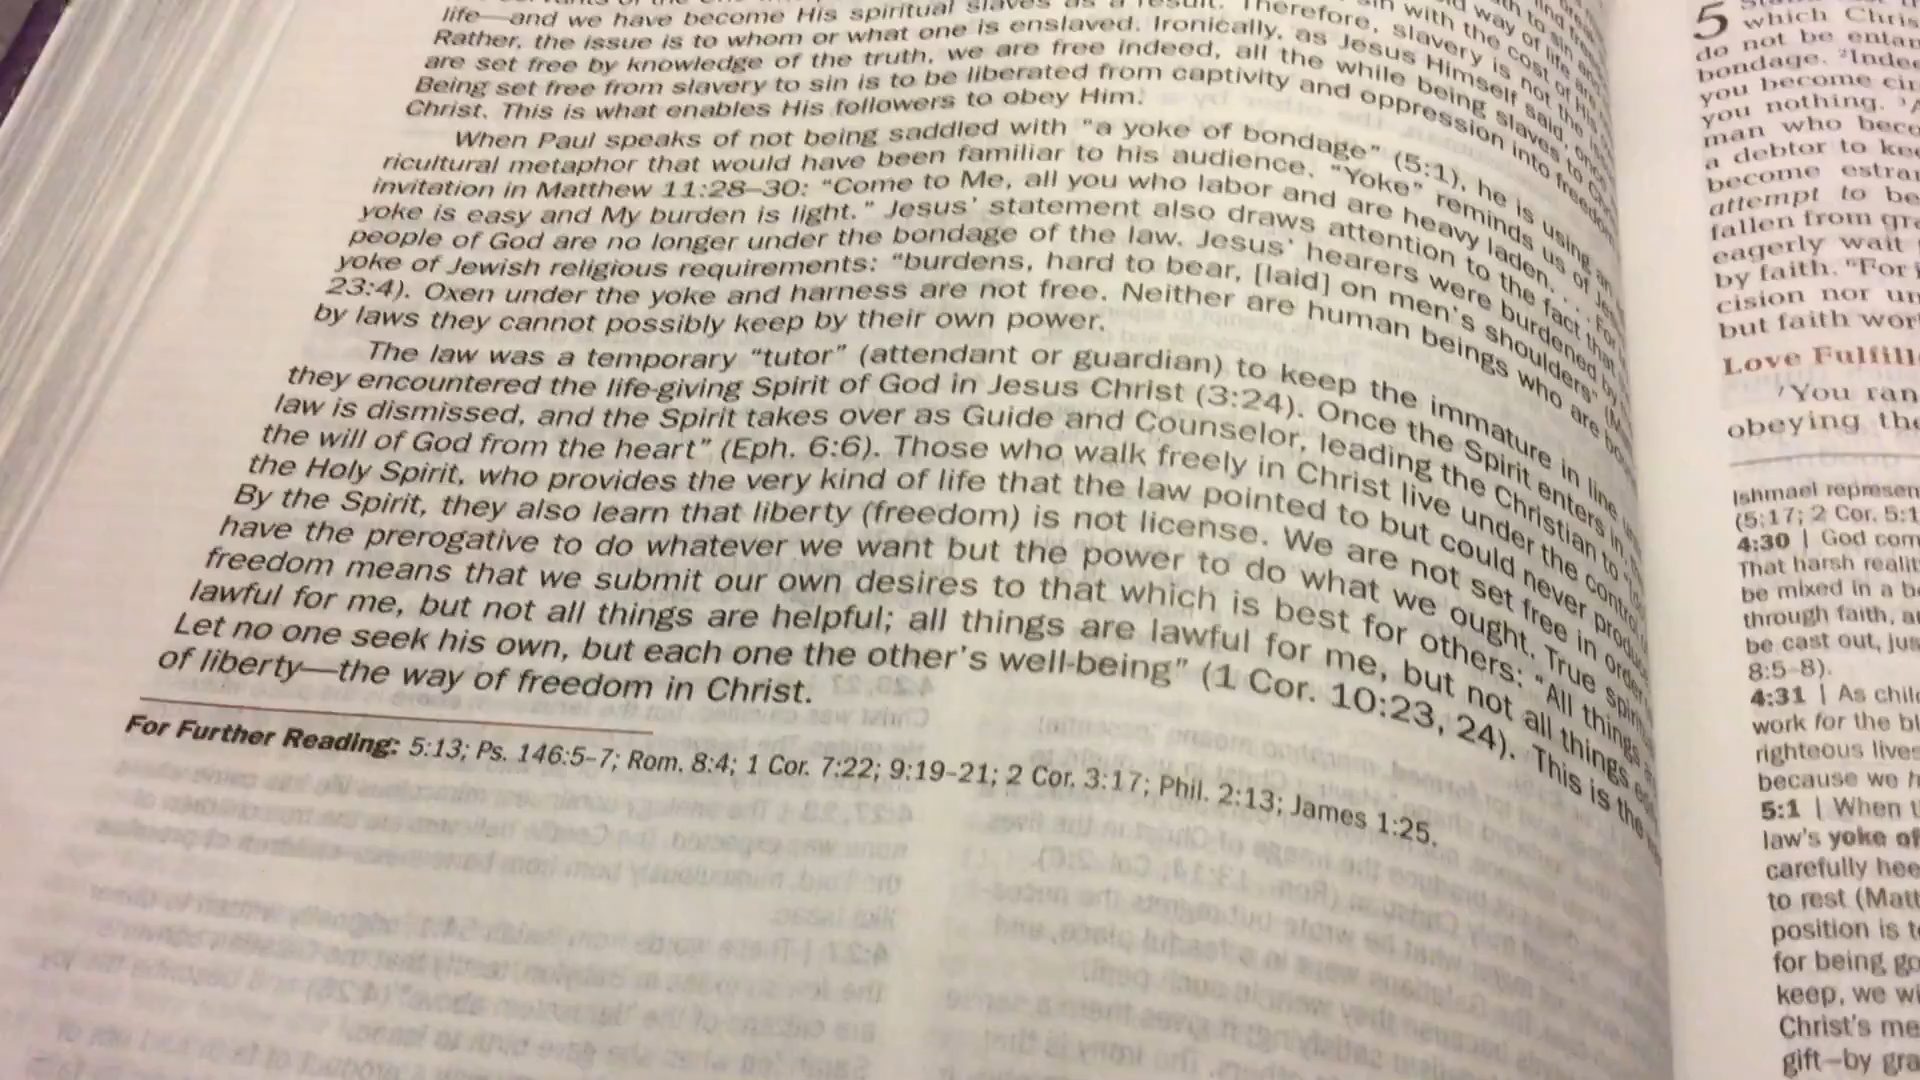 life—and we have become His spiritual slaves as a result. Therefore, slavery is not the issue.
Rather, the issue is to whom or what one is enslaved. Ironically, as Jesus Himself said, once
are set free by knowledge of the truth, we are free indeed, all the while being slaves to Christ.
Being set free from slavery to sin is to be liberated from captivity and oppression into freedom
Christ. This is what enables His followers to obey Him.
When Paul speaks of not being saddled with “a yoke of bondage” (5:1), he is using an
ricultural metaphor that would have been familiar to his audience. “Yoke” reminds us of
invitation in Matthew 11:28–30: “Come to Me, all you who labor and are heavy laden. . . . For
yoke is easy and My burden is light.” Jesus’ statement also draws attention to the fact that
people of God are no longer under the bondage of the law. Jesus’ hearers were burdened by
yoke of Jewish religious requirements: “burdens, hard to bear, [laid] on men’s shoulders”
23:4). Oxen under the yoke and harness are not free. Neither are human beings who are
by laws they cannot possibly keep by their own power.
The law was a temporary “tutor” (attendant or guardian) to keep the immature in line
they encountered the life-giving Spirit of God in Jesus Christ (3:24). Once the Spirit enters in,
law is dismissed, and the Spirit takes over as Guide and Counselor, leading the Christian to
the will of God from the heart” (Eph. 6:6). Those who walk freely in Christ live under the control
the Holy Spirit, who provides the very kind of life that the law pointed to but could never produce
By the Spirit, they also learn that liberty (freedom) is not license. We are not set free in order
have the prerogative to do whatever we want but the power to do what we ought. True
freedom means that we submit our own desires to that which is best for others: “All things
lawful for me, but not all things are helpful; all things are lawful for me, but not all things
Let no one seek his own, but each one the other’s well-being” (1 Cor. 10:23, 24). This is the
of liberty—the way of freedom in Christ.
For Further Reading: 5:13; Ps. 146:5–7; Rom. 8:4; 1 Cor. 7:22; 9:19–21; 2 Cor. 3:17; Phil. 2:13; James 1:25.
5
which Chris
do not be entan
bondage. ²Indee
you become cir
you nothing. ³A
man who beco
a debtor to kee
become estran
attempt to be
fallen from gra
eagerly wait
by faith. ⁶For i
cision nor un
but faith wor
Love Fulfill
⁷You ran
obeying the
Ishmael represen
(5:17; 2 Cor. 5:1
4:30 | God com
That harsh reality
be mixed in a be
through faith, a
be cast out, jus
8:5–8).
4:31 | As child
work for the bl
righteous lives
because we h
5:1 | When t
law’s yoke of
carefully hee
to rest (Matt
position is t
for being go
keep, we wi
Christ’s me
gift—by gra